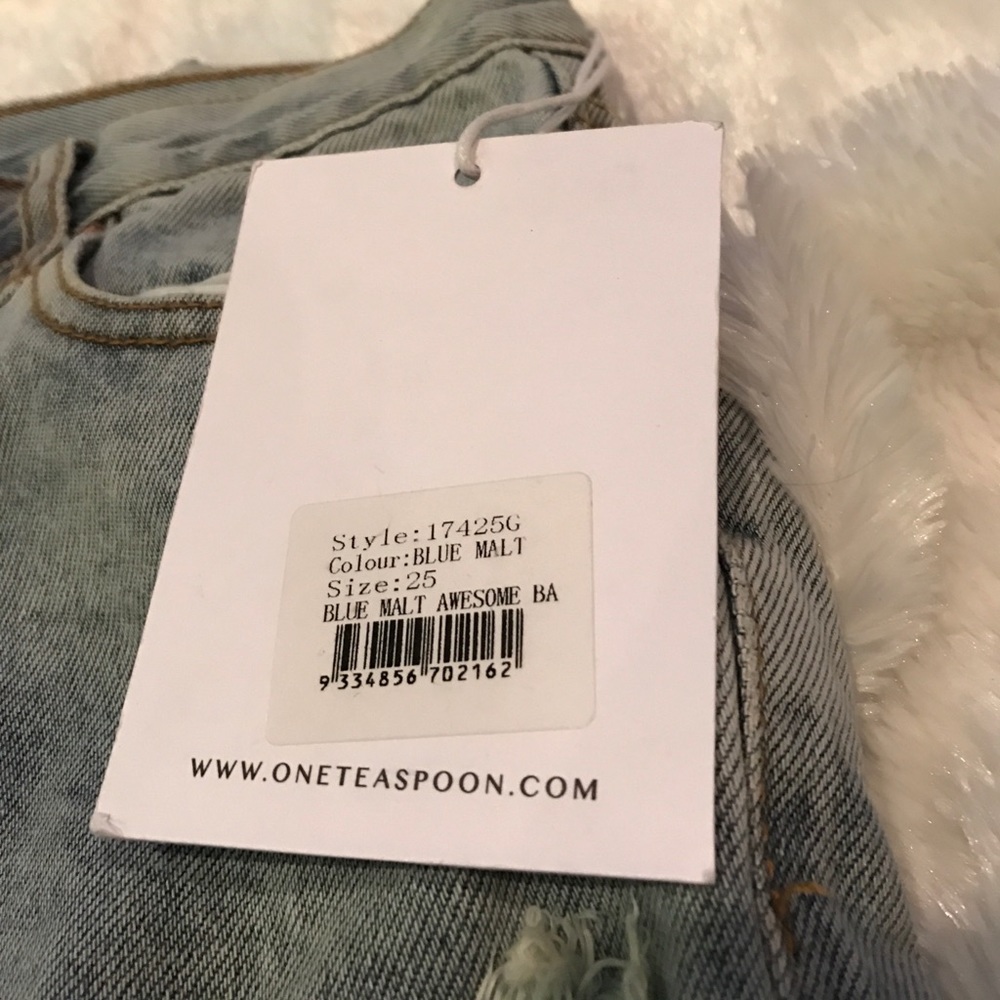 Style:17425G
Colour:BLUE MALT
Size:25
BLUE MALT AWESOME BA
9 334856 702162
WWW.ONETEASPOON.COM